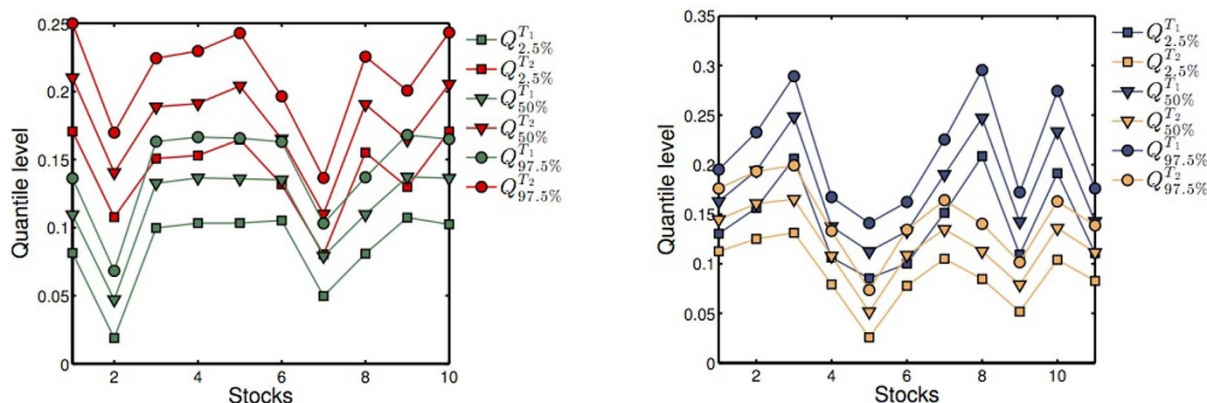 0.25
0.2
0.15
0.1
0.05
0
2
4
6
8
10
Quantile level
Stocks
Q^{T_1}_{2.5%}
Q^{T_2}_{2.5%}
Q^{T_1}_{50%}
Q^{T_2}_{50%}
Q^{T_1}_{97.5%}
Q^{T_2}_{97.5%}
0.35
0.3
0.25
0.2
0.15
0.1
0.05
0
2
4
6
8
10
Quantile level
Stocks
Q^{T_1}_{2.5%}
Q^{T_2}_{2.5%}
Q^{T_1}_{50%}
Q^{T_2}_{50%}
Q^{T_1}_{97.5%}
Q^{T_2}_{97.5%}